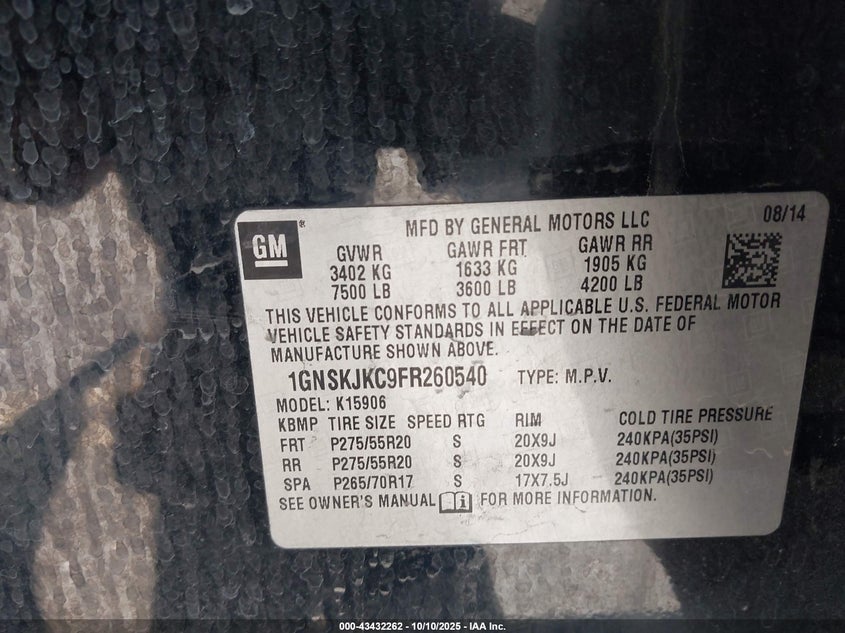 MFD BY GENERAL MOTORS LLC 08/14
GM ®
GVWR GAWR FRT GAWR RR
3402 KG 1633 KG 1905 KG
7500 LB 3600 LB 4200 LB
THIS VEHICLE CONFORMS TO ALL APPLICABLE U.S. FEDERAL MOTOR
VEHICLE SAFETY STANDARDS IN EFFECT ON THE DATE OF
MANUFACTURE SHOWN ABOVE.
1GNSKJKC9FR260540 TYPE: M.P.V.
MODEL: K15906
KBMP TIRE SIZE SPEED RTG RIM COLD TIRE PRESSURE
FRT P275/55R20 S 20X9J 240KPA(35PSI)
RR P275/55R20 S 20X9J 240KPA(35PSI)
SPA P265/70R17 S 17X7.5J 240KPA(35PSI)
SEE OWNER'S MANUAL i FOR MORE INFORMATION.
000-43432262 - 10/10/2025 - IAA Inc.